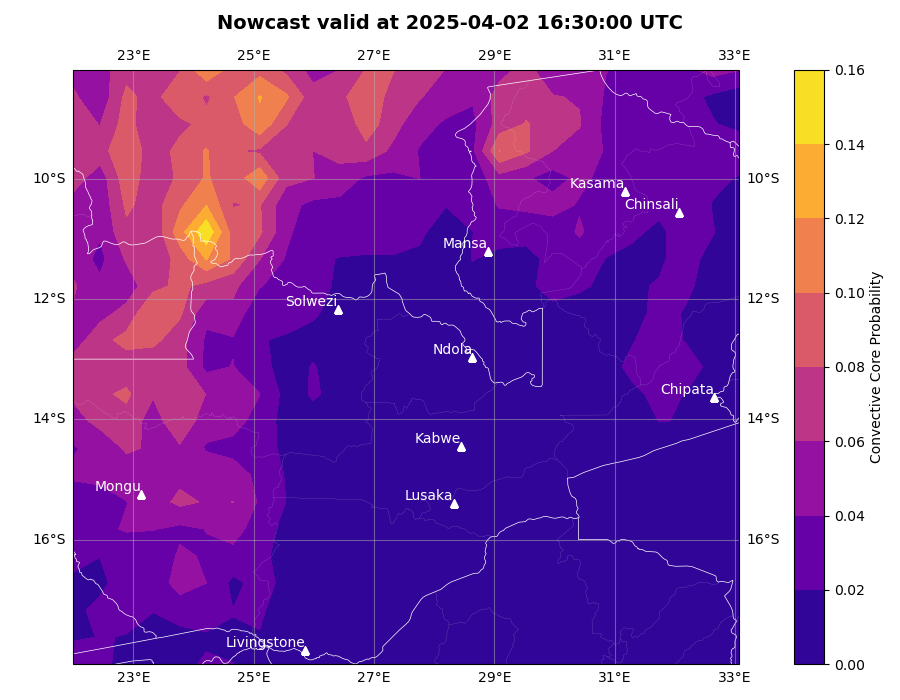 Nowcast valid at 2025-04-02 16:30:00 UTC
23°E 25°E 27°E 29°E 31°E 33°E
0.16
0.14
0.12
0.10
0.08
0.06
0.04
0.02
0.00
Convective Core Probability
10°S 10°S
12°S 12°S
14°S 14°S
16°S 16°S
Kasama
Chinsali
Mansa
Solwezi
Ndola
Chipata
Kabwe
Mongu
Lusaka
Livingstone
23°E 25°E 27°E 29°E 31°E 33°E